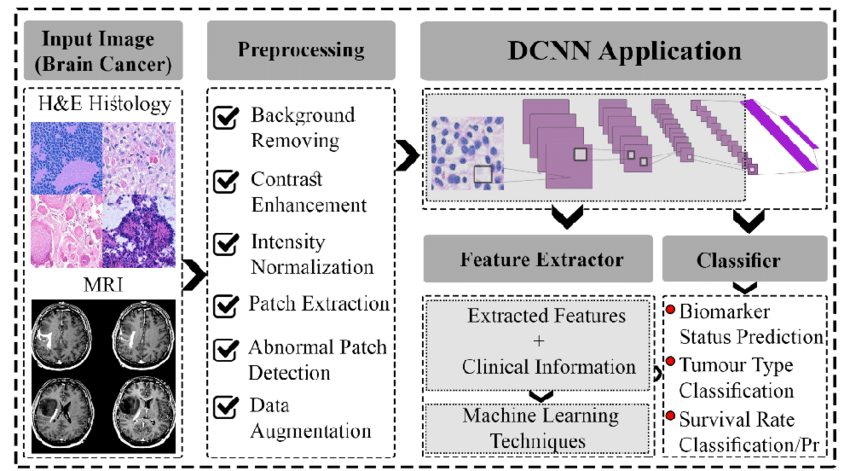 Input Image
(Brain Cancer)
H&E Histology
MRI
Preprocessing
Background
Removing
Contrast
Enhancement
Intensity
Normalization
Patch Extraction
Abnormal Patch
Detection
Data
Augmentation
DCNN Application
Feature Extractor
Extracted Features
+
Clinical Information
Machine Learning
Techniques
Classifier
Biomarker
Status Prediction
Tumour Type
Classification
Survival Rate
Classification/Pr